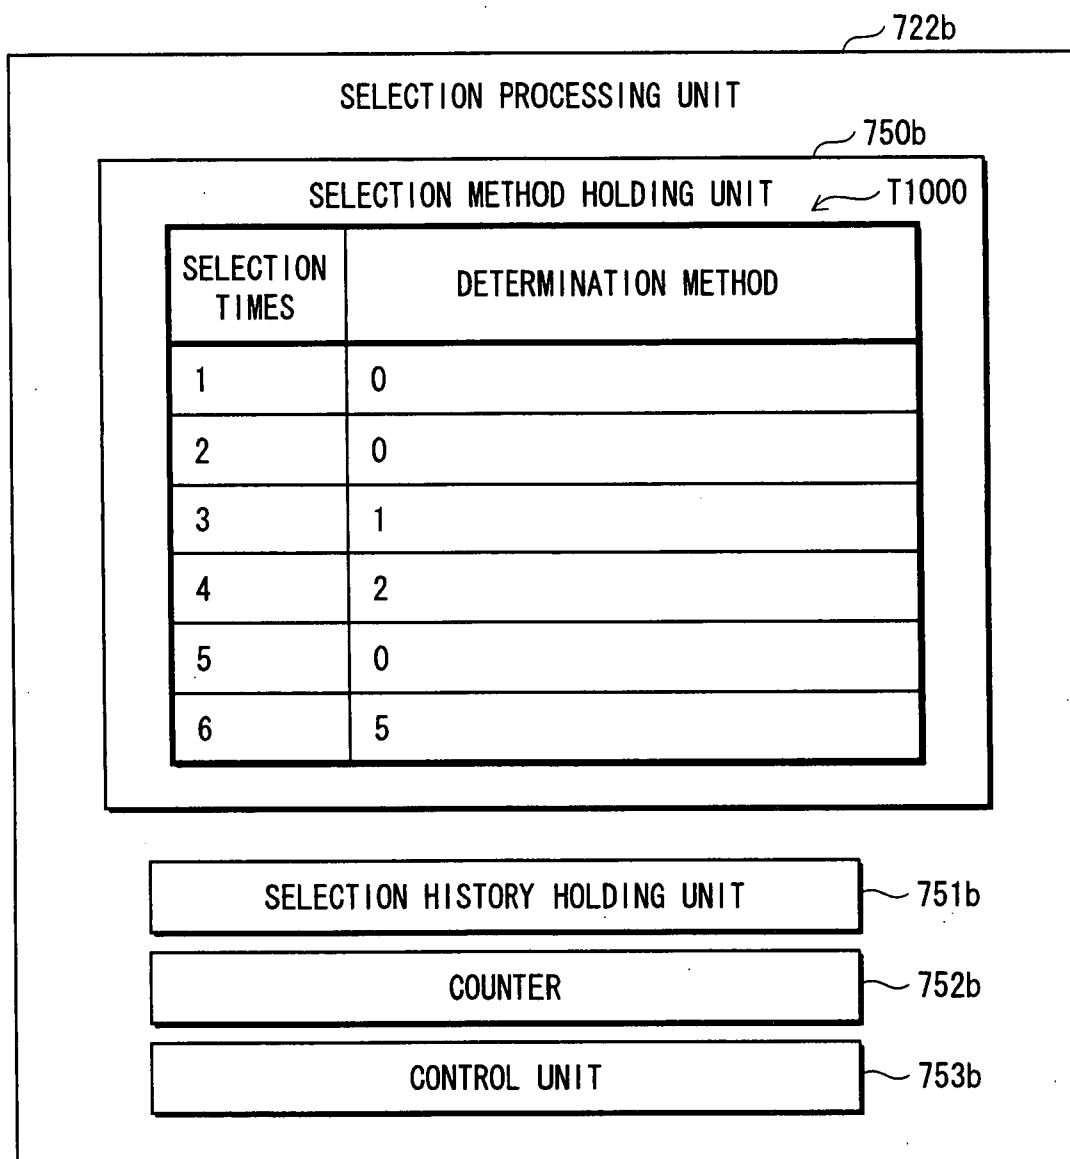 722b
SELECTION PROCESSING UNIT
750b
SELECTION METHOD HOLDING UNIT
T1000
SELECTION
TIMES
DETERMINATION METHOD
1 0
2 0
3 1
4 2
5 0
6 5
SELECTION HISTORY HOLDING UNIT
751b
COUNTER
752b
CONTROL UNIT
753b